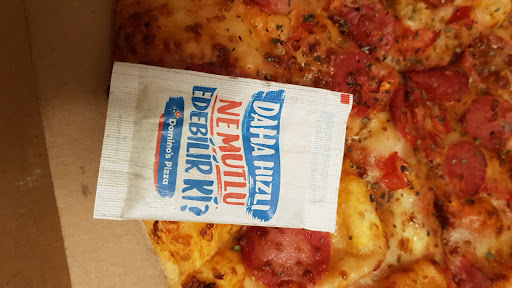 DAHA HIZLI
NE MUTLU
EDEBİLİR Kİ?
Domino's Pizza